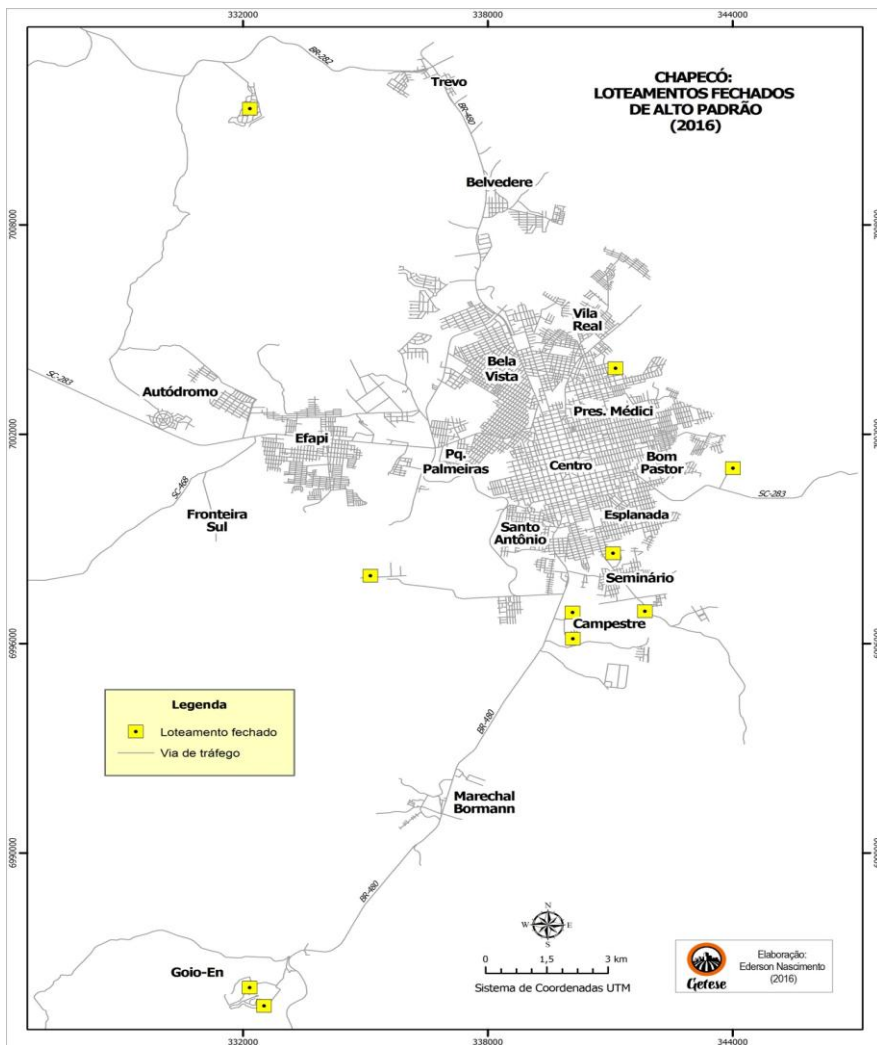 332000
338000
344000
CHAPECÓ:
LOTEAMENTOS FECHADOS
DE ALTO PADRÃO
(2016)
BR-282
Trevo
BR-480
Belvedere
7008000
7008000
Vila
Real
Bela
Vista
SC-283
Autódromo
Pres. Médici
7002000
7002000
Efapi
Pq.
Palmeiras
Centro
Bom
Pastor
SC-468
SC-283
Fronteira
Sul
Santo
Antônio
Esplanada
Seminário
Campestre
6996000
6996000
Legenda
Loteamento fechado
Via de tráfego
BR-480
Marechal
Bormann
6990000
6990000
BR-480
N
W
E
S
Goio-En
0 1,5 3 km
Sistema de Coordenadas UTM
Getese
Elaboração:
Ederson Nascimento
(2016)
332000
338000
344000